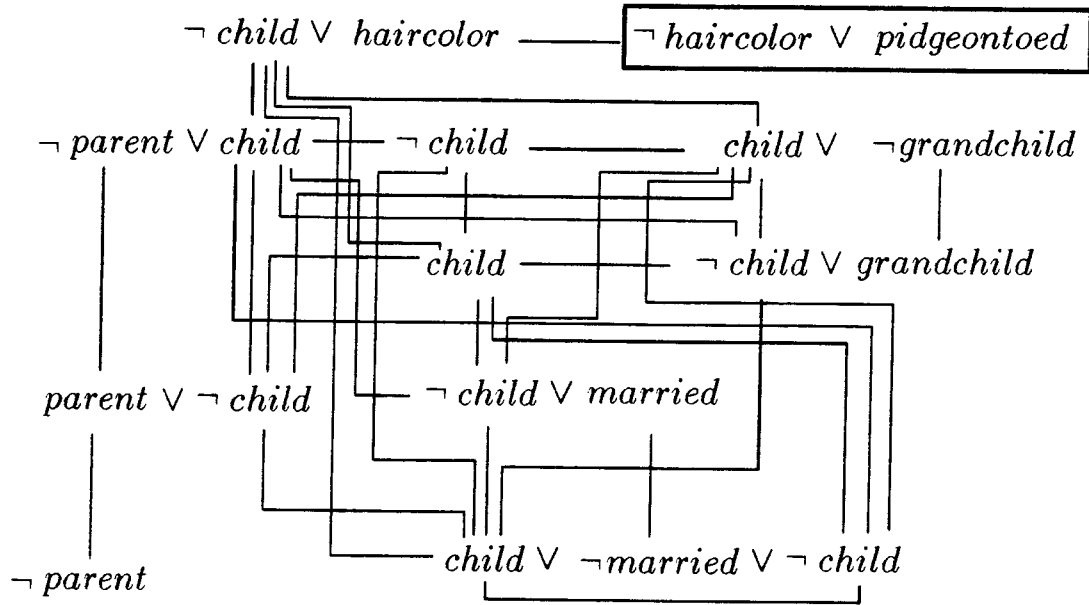 ¬ child ∨ haircolor ¬ haircolor ∨ pidgeontoed
¬ parent ∨ child ¬ child child ∨ ¬grandchild
child ¬ child ∨ grandchild
parent ∨ ¬ child ¬ child ∨ married
child ∨ ¬married ∨ ¬ child
¬ parent